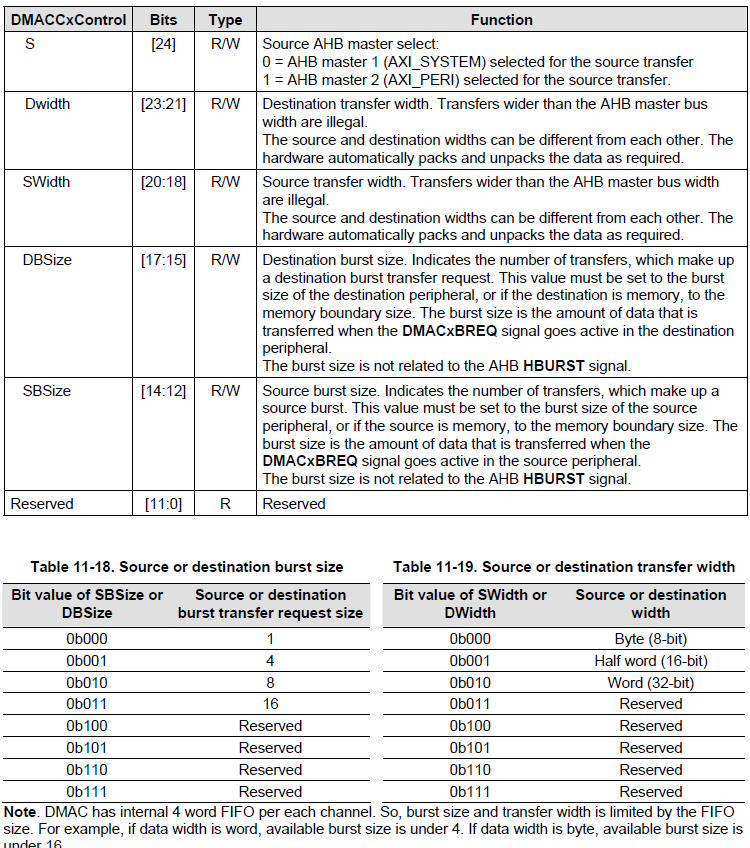 DMACCxControl Bits Type Function
S [24] R/W Source AHB master select:
0 = AHB master 1 (AXI_SYSTEM) selected for the source transfer
1 = AHB master 2 (AXI_PERI) selected for the source transfer.
Dwidth [23:21] R/W Destination transfer width. Transfers wider than the AHB master bus
width are illegal.
The source and destination widths can be different from each other. The
hardware automatically packs and unpacks the data as required.
SWidth [20:18] R/W Source transfer width. Transfers wider than the AHB master bus width
are illegal.
The source and destination widths can be different from each other. The
hardware automatically packs and unpacks the data as required.
DBSize [17:15] R/W Destination burst size. Indicates the number of transfers, which make up
a destination burst transfer request. This value must be set to the burst
size of the destination peripheral, or if the destination is memory, to the
memory boundary size. The burst size is the amount of data that is
transferred when the DMACxBREQ signal goes active in the destination
peripheral.
The burst size is not related to the AHB HBURST signal.
SBSize [14:12] R/W Source burst size. Indicates the number of transfers, which make up a
source burst. This value must be set to the burst size of the source
peripheral, or if the source is memory, to the memory boundary size. The
burst size is the amount of data that is transferred when the
DMACxBREQ signal goes active in the source peripheral.
The burst size is not related to the AHB HBURST signal.
Reserved [11:0] R Reserved
Table 11-18. Source or destination burst size
Bit value of SBSize or Source or destination
DBSize burst transfer request size
0b000 1
0b001 4
0b010 8
0b011 16
0b100 Reserved
0b101 Reserved
0b110 Reserved
0b111 Reserved
Table 11-19. Source or destination transfer width
Bit value of SWidth or Source or destination
DWidth width
0b000 Byte (8-bit)
0b001 Half word (16-bit)
0b010 Word (32-bit)
0b011 Reserved
0b100 Reserved
0b101 Reserved
0b110 Reserved
0b111 Reserved
Note. DMAC has internal 4 word FIFO per each channel. So, burst size and transfer width is limited by the FIFO
size. For example, if data width is word, available burst size is under 4. If data width is byte, available burst size is
under 16